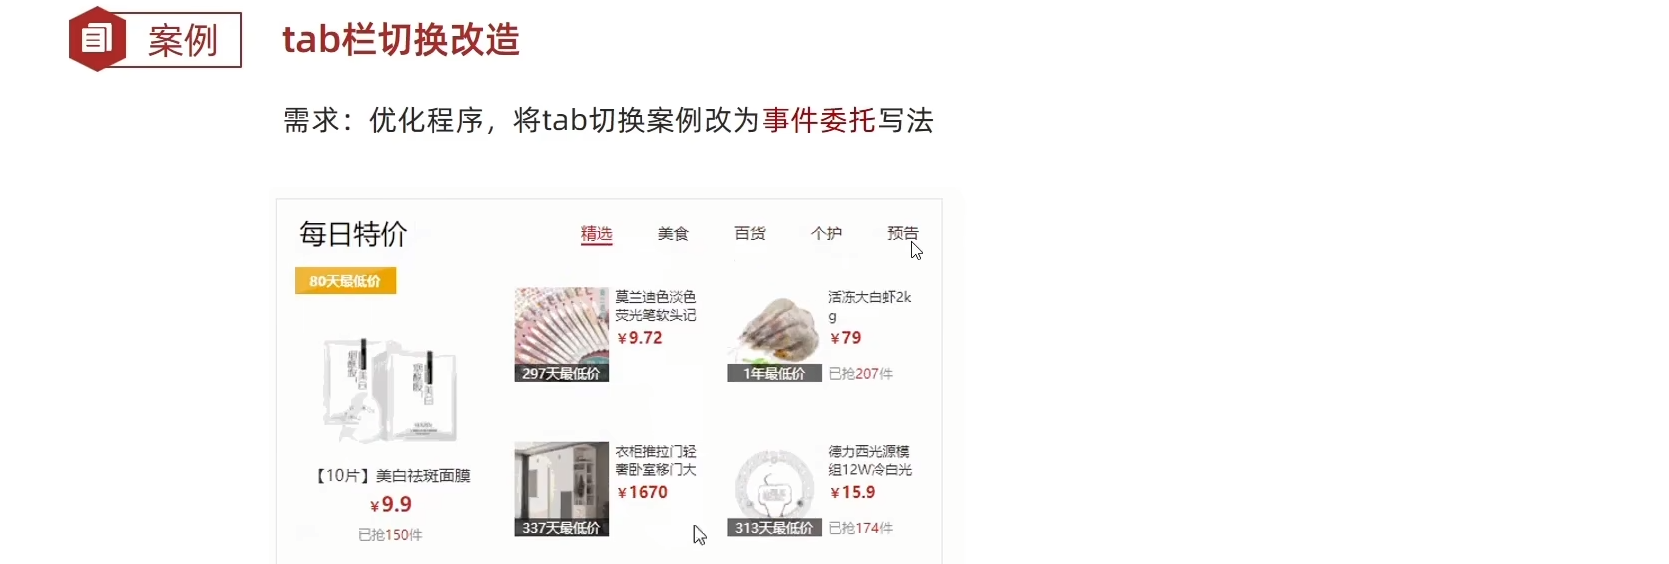 案例
tab栏切换改造
需求：优化程序，将tab切换案例改为事件委托写法
每日特价
精选 美食 百货 个护 预告
80天最低价
【10片】美白祛斑面膜
￥9.9
已抢150件
莫兰迪色淡色
荧光笔软头记
￥9.72
297天最低价
活冻大白虾2k
g
￥79
1年最低价
已抢207件
衣柜推拉门轻
奢卧室移门大
￥1670
337天最低价
德力西光源模
组12W冷白光
￥15.9
313天最低价
已抢174件